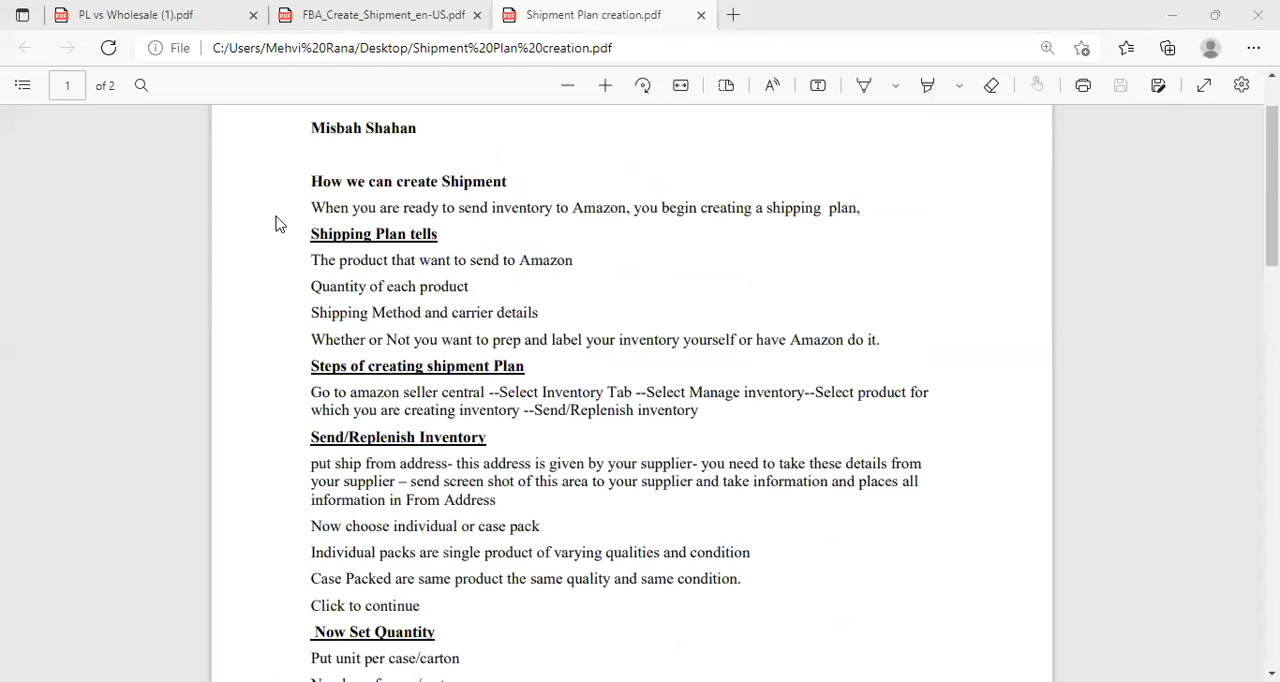 PL vs Wholesale (1).pdf
FBA_Create_Shipment_en-US.pdf
Shipment Plan creation.pdf
File
C:/Users/Mehvi%20Rana/Desktop/Shipment%20Plan%20creation.pdf
1
of 2
Misbah Shahan
How we can create Shipment
When you are ready to send inventory to Amazon, you begin creating a shipping plan,
Shipping Plan tells
The product that want to send to Amazon
Quantity of each product
Shipping Method and carrier details
Whether or Not you want to prep and label your inventory yourself or have Amazon do it.
Steps of creating shipment Plan
Go to amazon seller central --Select Inventory Tab --Select Manage inventory--Select product for
which you are creating inventory --Send/Replenish inventory
Send/Replenish Inventory
put ship from address- this address is given by your supplier- you need to take these details from
your supplier – send screen shot of this area to your supplier and take information and places all
information in From Address
Now choose individual or case pack
Individual packs are single product of varying qualities and condition
Case Packed are same product the same quality and same condition.
Click to continue
Now Set Quantity
Put unit per case/carton